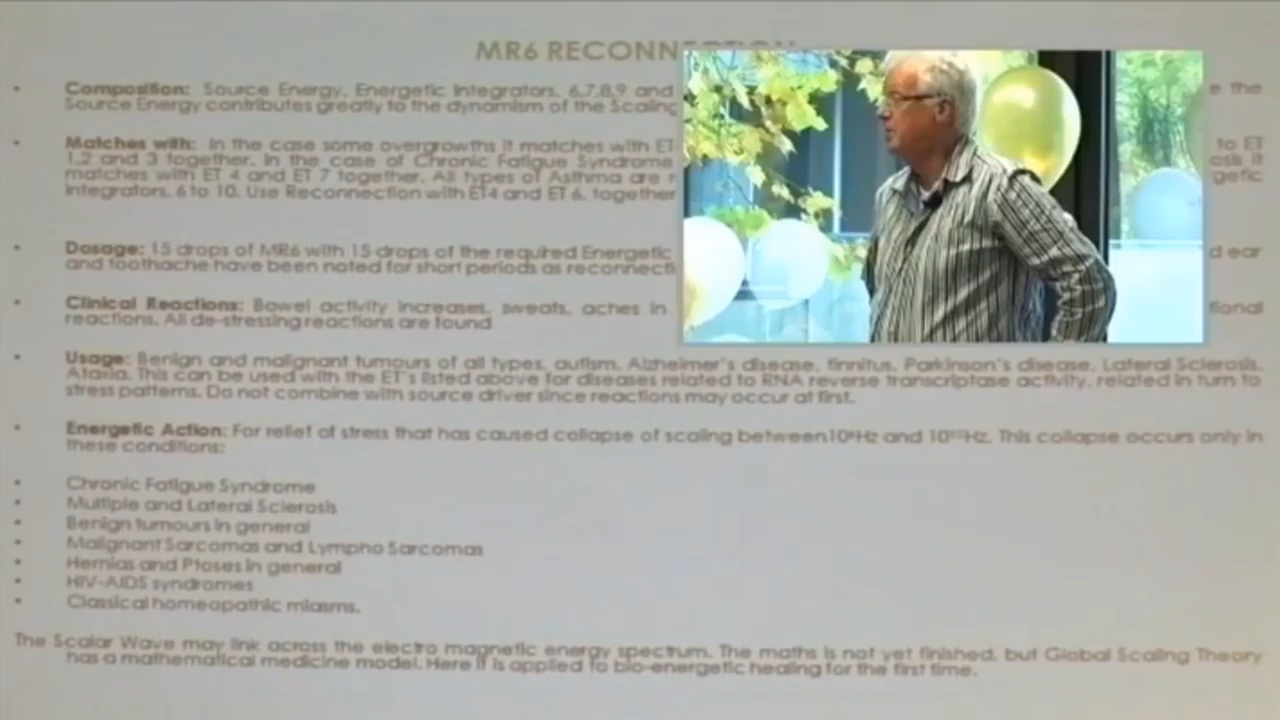 MR6 RECONNECTION
• Composition: Source Energy, Energetic Integrators, 6,7,8,9 and e the
Source Energy contributes greatly to the dynamism of the Scaling
• Matches with: In the case some overgrowths it matches with ET to ET
1,2 and 3 together. In the case of Chronic Fatigue Syndrome osis it
matches with ET 4 and ET 7 together. All types of Asthma are rgetic
Integrators, 6 to 10. Use Reconnection with ET4 and ET 6, together
• Dosage: 15 drops of MR6 with 15 drops of the required Energetic d ear
and toothache have been noted for short periods as reconnecti
• Clinical Reactions: Bowel activity increases, sweats, aches in tional
reactions. All de-stressing reactions are found
• Usage: Benign and malignant tumours of all types, autism, Alzheimer's disease, tinnitus, Parkinson's disease, Lateral Sclerosis,
Ataxia. This can be used with the ET's listed above for diseases related to RNA reverse transcriptase activity, related in turn to
stress patterns. Do not combine with source driver since reactions may occur at first.
• Energetic Action: For relief of stress that has caused collapse of scaling between and This collapse occurs only in
these conditions:
• Chronic Fatigue Syndrome
• Multiple and Lateral Sclerosis
• Benign tumours in general
• Malignant Sarcomas and Lympho Sarcomas
• Hernias and Ptoses in general
• HIV-AIDS syndromes
• Classical homeopathic miasms.
The Scalar Wave may link across the electro magnetic energy spectrum. The maths is not yet finished, but Global Scaling Theory
has a mathematical medicine model. Here it is applied to bio-energetic healing for the first time.